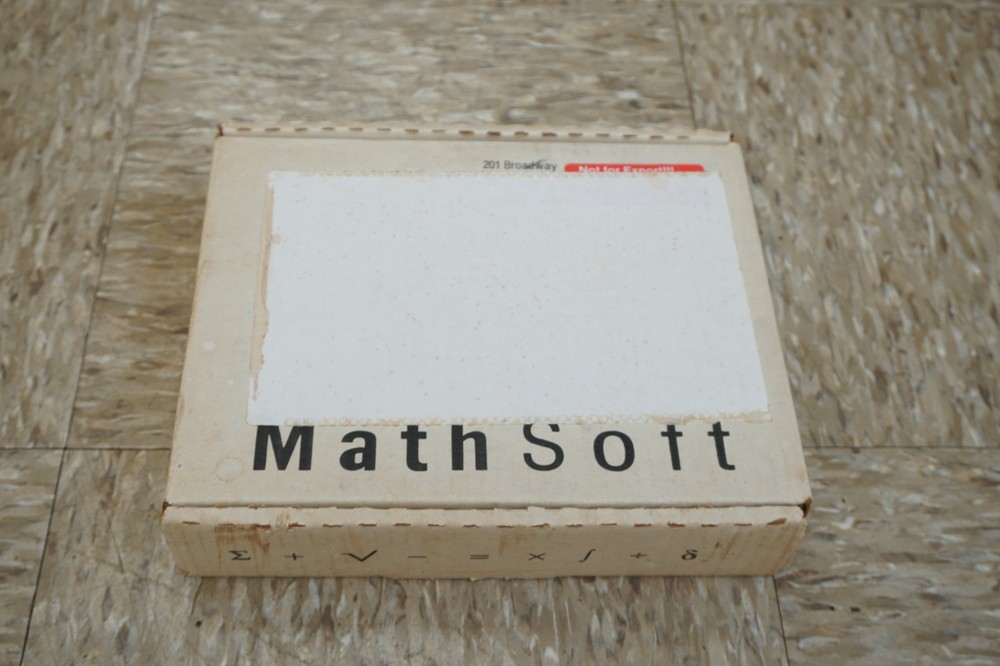 201 Broadway
Not for Export!!!
MathSoft
Σ + √ − = × ∫ ÷ δ